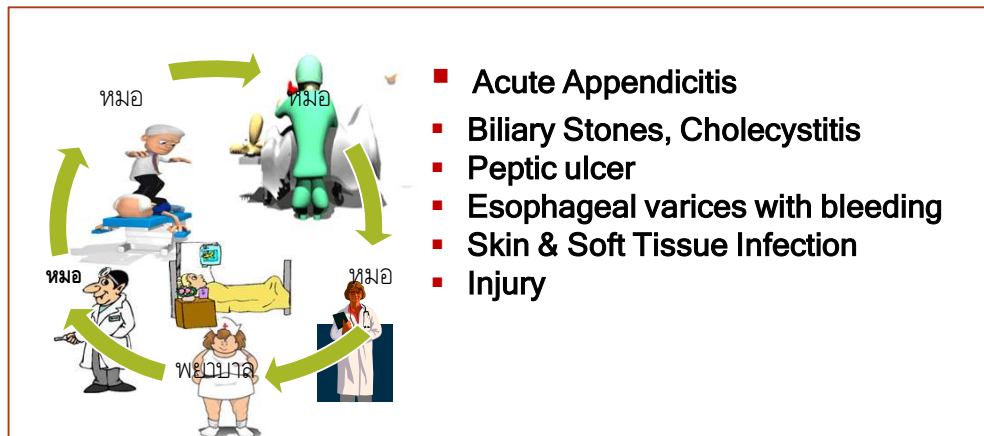 หมอ
หมอ
หมอ
หมอ
พยาบาล
Acute Appendicitis
Biliary Stones, Cholecystitis
Peptic ulcer
Esophageal varices with bleeding
Skin & Soft Tissue Infection
Injury